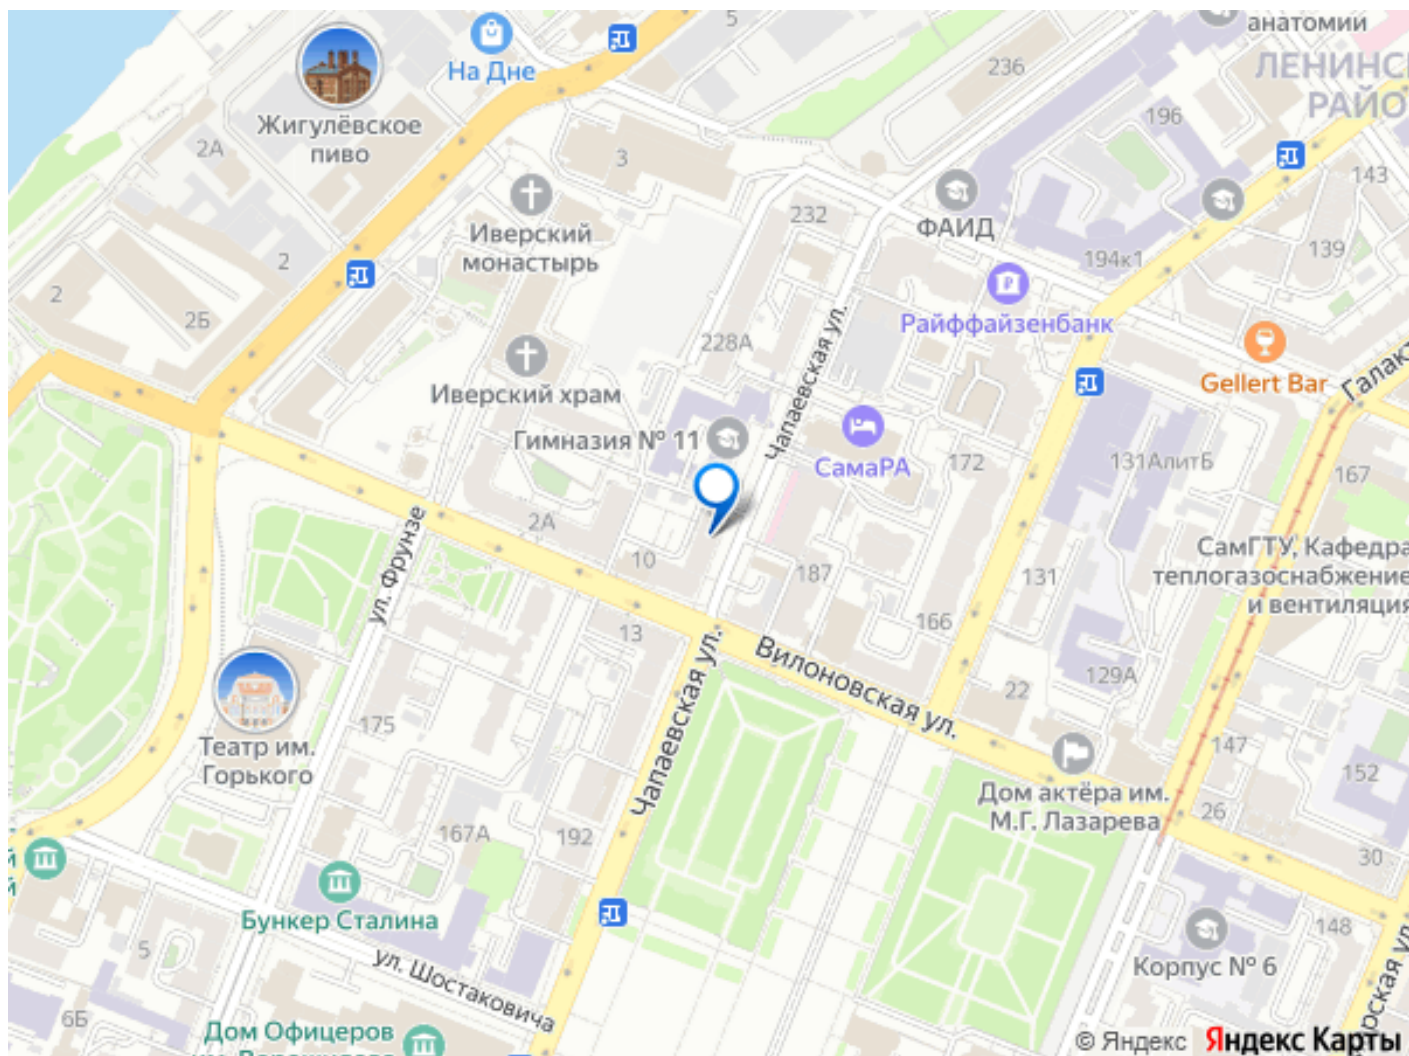 анатомии
5
На Дне
236
ЛЕНИНС
РАЙО
Жигулёвское
пиво
196
2А
3
143
232
Иверский
монастырь
ФАИД
139
194к1
2
2
2Б
Райффайзенбанк
228А
Чапаевская ул.
Gellert Bar
Галакт
Иверский храм
Гимназия № 11
СамаРА
172
131АлитБ
167
2А
ул. Фрунзе
10
187
131
СамГТУ, Кафедра
теплогазоснабжение
и вентиляция
13
166
Вилоновская ул.
129А
22
Чапаевская ул.
175
147
Театр им.
Горького
152
Дом актёра им.
М.Г. Лазарева
26
167А
192
30
й
й
Бункер Сталина
148
5
ул. Шостаковича
Корпус № 6
рская ул
6Б
Дом Офицеров
© Яндекс Яндекс Карты